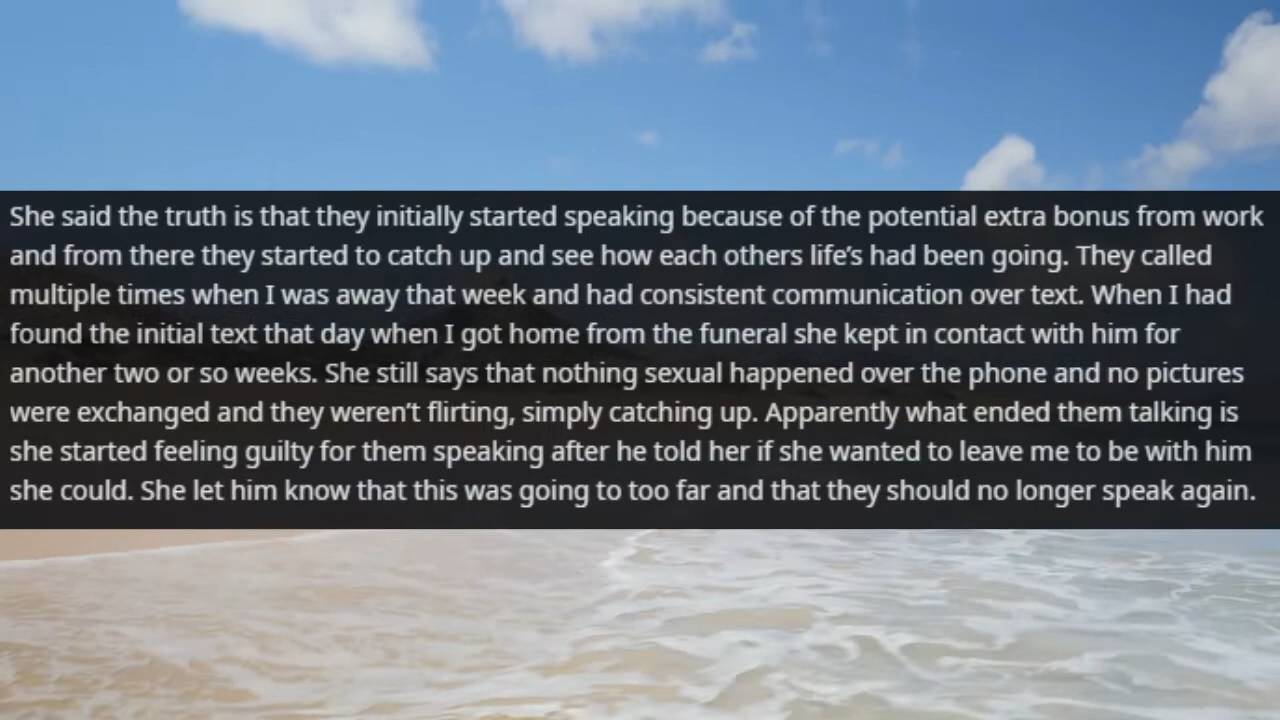 She said the truth is that they initially started speaking because of the potential extra bonus from work
and from there they started to catch up and see how each others life’s had been going. They called
multiple times when I was away that week and had consistent communication over text. When I had
found the initial text that day when I got home from the funeral she kept in contact with him for
another two or so weeks. She still says that nothing sexual happened over the phone and no pictures
were exchanged and they weren’t flirting, simply catching up. Apparently what ended them talking is
she started feeling guilty for them speaking after he told her if she wanted to leave me to be with him
she could. She let him know that this was going to too far and that they should no longer speak again.